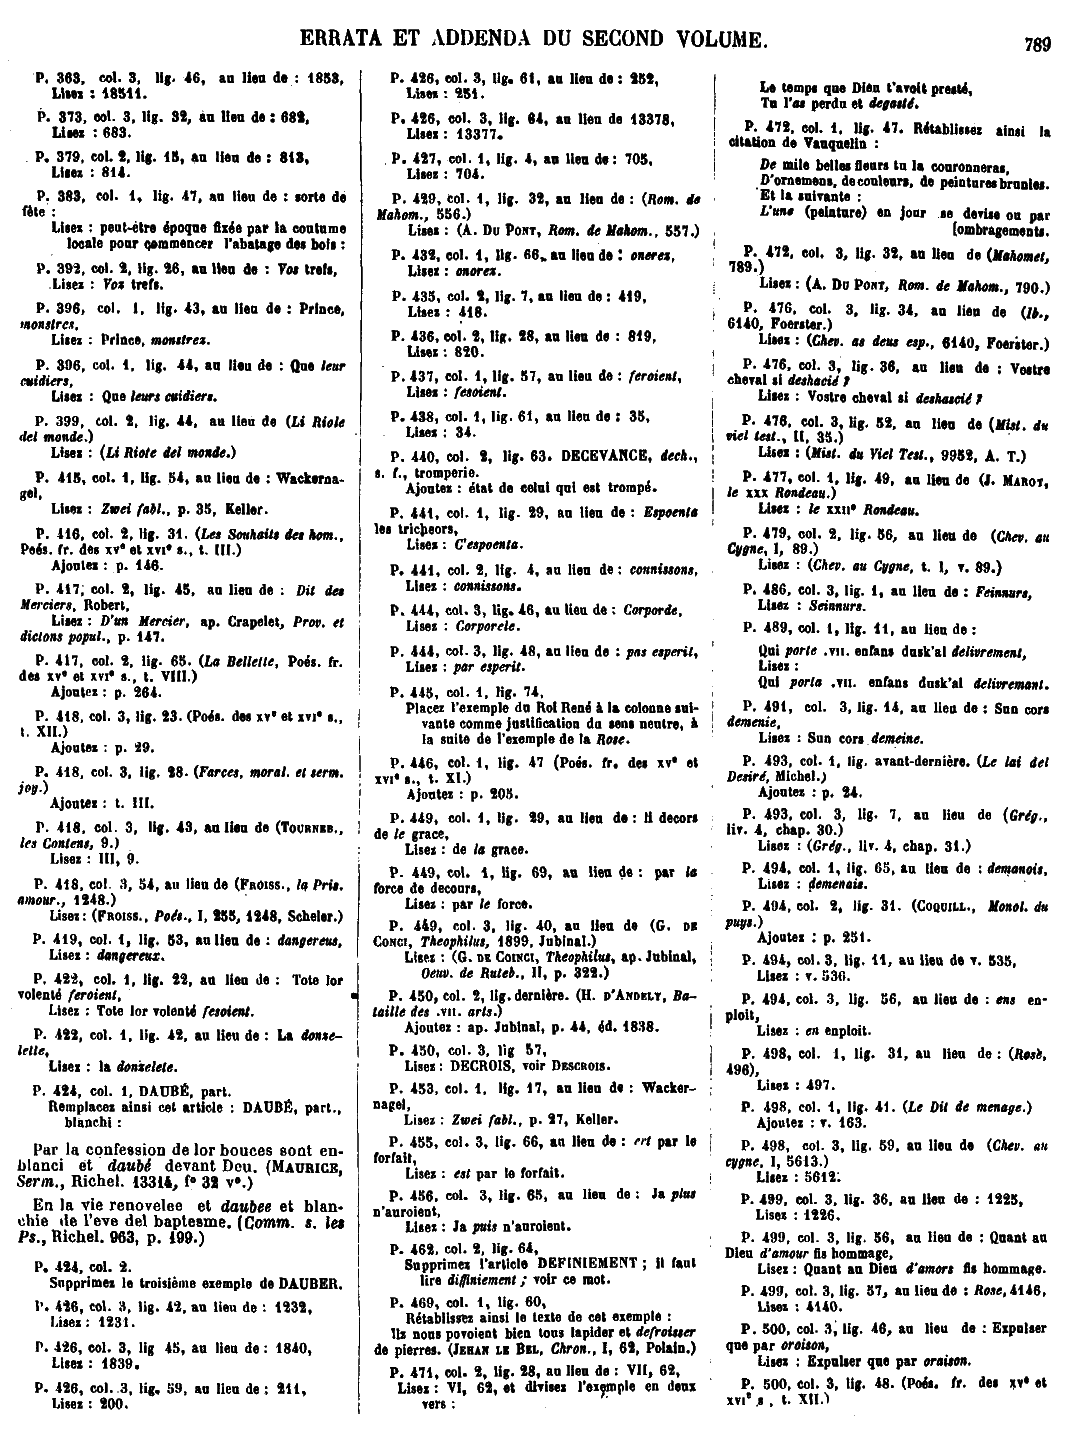 ERRATA ET ADDENDA DU SECOND VOLUME.
789
P. 363, col. 3, lig. 46, au lieu de : 1853,
Lisez : 18511.
P. 373, col. 3, lig. 32, au lieu de : 682,
Lisez : 683.
P. 379, col. 2, lig. 15, au lieu de : 813,
Lisez : 814.
P. 383, col. 1, lig. 47, au lieu de : sorte de
fête :
Lisez : peut-être époque fixée par la coutume
locale pour commencer l'abatage des bois :
P. 392, col. 2, lig. 26, au lieu de : Vos trefs,
Lisez : Voz trefs.
P. 396, col. 1, lig. 43, au lieu de : Prince,
monstres,
Lisez : Prince, monstrez.
P. 396, col. 1, lig. 44, au lieu de : Que leur
cuidiers,
Lisez : Que leurs cuidiers.
P. 399, col. 2, lig. 44, au lieu de (Li Riole
del monde.)
Lisez : (Li Riote del monde.)
P. 415, col. 1, lig. 54, au lieu de : Wackerna-
gel,
Lisez : Zwei fabl., p. 35, Keller.
P. 416, col. 2, lig. 31. (Les Souhaits des hom.,
Poés. fr. des xvᵉ et xvıᵉ s., t. III.)
Ajoutez : p. 146.
P. 417, col. 2, lig. 45, au lieu de : Dit des
Merciers, Robert,
Lisez : D'un Mercier, ap. Crapelet, Prov. et
dictons popul., p. 147.
P. 417, col. 2, lig. 65. (La Bellette, Poés. fr.
des xvᵉ et xvıᵉ s., t. VIII.)
Ajoutez : p. 264.
P. 418, col. 3, lig. 23. (Poés. des xvᵉ et xvıᵉ s.,
t. XII.)
Ajoutez : p. 29.
P. 418, col. 3, lig. 28. (Farces, moral. et serm.
joy.)
Ajoutez : t. III.
P. 418, col. 3, lig. 43, au lieu de (TOURNEB.,
les Contens, 9.)
Lisez : III, 9.
P. 418, col. 3, 54, au lieu de (FROISS., la Pris.
amour., 1248.)
Lisez : (FROISS., Poés., I, 255, 1248, Scheler.)
P. 419, col. 1, lig. 53, au lieu de : dangereus,
Lisez : dangereux.
P. 422, col. 1, lig. 22, au lieu de : Tote lor
volenté feroient,
Lisez : Tote lor volenté fesoient.
P. 422, col. 1, lig. 42, au lieu de : La donze-
lette,
Lisez : la donzelete.
P. 424, col. 1, DAUBÉ, part.
Remplacez ainsi cet article : DAUBÉ, part.,
blanchi :
Par la confession de lor bouces sont en-
blanci et daubé devant Deu. (MAURICE,
Serm., Richel. 13314, fº 32 vº.)
En la vie renovelee et daubee et blan-
chie de l'eve del baptesme. (Comm. s. les
Ps., Richel. 963, p. 199.)
P. 424, col. 2.
Supprimez le troisième exemple de DAUBER.
P. 426, col. 3, lig. 42, au lieu de : 1232,
Lisez : 1231.
P. 426, col. 3, lig 45, au lieu de : 1840,
Lisez : 1839.
P. 426, col. 3, lig. 59, au lieu de : 211,
Lisez : 200.
P. 426, col. 3, lig. 61, au lieu de : 252,
Lisez : 251.
P. 426, col. 3, lig. 64, au lieu de 13378,
Lisez : 13377.
P. 427, col. 1, lig. 4, au lieu de : 705,
Lisez : 704.
P. 429, col. 1, lig. 32, au lieu de : (Rom. de
Mahom., 556.)
Lisez : (A. DU PONT, Rom. de Mahom., 557.)
P. 432, col. 1, lig. 66, au lieu de : onerez,
Lisez : onorez.
P. 435, col. 2, lig. 7, au lieu de : 419,
Lisez : 418.
P. 436, col. 2, lig. 28, au lieu de : 819,
Lisez : 820.
P. 437, col. 1, lig. 57, au lieu de : feroient,
Lisez : fesoient.
P. 438, col. 1, lig. 61, au lieu de : 35,
Lisez : 34.
P. 440, col. 2, lig. 63. DECEVANCE, dech.,
s. f., tromperie.
Ajoutez : état de celui qui est trompé.
P. 441, col. 1, lig. 29, au lieu de : Espoenta
les tricheors,
Lisez : C'espoenta.
P. 441, col. 2, lig. 4, au lieu de : connissons,
Lisez : connissons.
P. 444, col. 3, lig. 46, au lieu de : Corporde,
Lisez : Corporele.
P. 444, col. 3, lig. 48, au lieu de : pas esperit,
Lisez : par esperit.
P. 445, col. 1, lig. 74,
Placez l'exemple du Roi René à la colonne sui-
vante comme justification du sens neutre, à
la suite de l'exemple de la Rose.
P. 446, col. 1, lig. 47 (Poés. fr. des xvᵉ et
xvıᵉ s., t. XI.)
Ajoutez : p. 205.
P. 449, col. 1, lig. 29, au lieu de : li decors
de le grace,
Lisez : de la grace.
P. 449, col. 1, lig. 69, au lieu de : par la
force de decours,
Lisez : par le force.
P. 449, col. 3, lig. 40, au lieu de (G. DE
CONCI, Theophilus, 1899, Jubinal.)
Lisez : (G. DE COINCI, Theophilus, ap. Jubinal,
Oeuv. de Ruteb., II, p. 322.)
P. 450, col. 2, lig. dernière. (H. D'ANDELY, Ba-
taille des .VII. arts.)
Ajoutez : ap. Jubinal, p. 44, éd. 1838.
P. 450, col. 3, lig 57,
Lisez : DECROIS, voir DESCROIS.
P. 453, col. 1, lig. 17, au lieu de : Wacker-
nagel,
Lisez : Zwei fabl., p. 27, Keller.
P. 455, col. 3, lig. 66, au lieu de : ert par le
forfait,
Lisez : est par le forfait.
P. 456, col. 3, lig. 65, au lieu de : Ja plus
n'auroient,
Lisez : Ja puis n'auroient.
P. 462, col. 2, lig. 64,
Supprimez l'article DEFINIEMENT ; il faut
lire diffiniement ; voir ce mot.
P. 469, col. 1, lig. 60,
Rétablissez ainsi le texte de cet exemple :
Ilz nous povoient bien tous lapider et defroisser
de pierres. (JEHAN LE BEL, Chron., I, 62, Polain.)
P. 471, col. 2, lig. 28, au lieu de : VII, 62,
Lisez : VI, 62, et divisez l'exemple en deux
vers :
Le temps que Dieu t'avoit presté,
Tu l'as perdu et degasté.
P. 472, col. 1, lig. 47. Rétablissez ainsi la
citation de Vauquelin :
De mile belles fleurs tu la couronneras,
D'ornemens, de couleurs, de peintures brunles.
Et la suivante :
L'une (peinture) en jour se devise ou par
[ombragements.
P. 472, col. 3, lig. 32, au lieu de (Mahomet,
789.)
Lisez : (A. DU PONT, Rom. de Mahom., 790.)
P. 476, col. 3, lig. 34, au lieu de (Ib.,
6140, Foerster.)
Lisez : (Chev. as deus esp., 6140, Foerster.)
P. 476, col. 3, lig. 36, au lieu de : Vostre
cheval si deshacié ?
Lisez : Vostre cheval si deshascié ?
P. 476, col. 3, lig. 52, au lieu de (Mist. du
viel test., II, 35.)
Lisez : (Mist. du Viel Test., 9952, A. T.)
P. 477, col. 1, lig. 49, au lieu de (J. MAROT,
le xxx Rondeau.)
Lisez : le xxııᵉ Rondeau.
P. 479, col. 2, lig. 56, au lieu de (Chev. au
Cygne, I, 89.)
Lisez : (Chev. au Cygne, t. I, v. 89.)
P. 486, col. 3, lig. 1, au lieu de : Feinnurs,
Lisez : Seinnurs.
P. 489, col. 1, lig. 11, au lieu de :
Qui porte .VII. enfans dusk'al delivrement,
Lisez :
Qui porta .VII. enfans dusk'al delivremant.
P. 491, col. 3, lig. 14, au lieu de : Sun cors
demenie,
Lisez : Sun cors demeine.
P. 493, col. 1, lig. avant-dernière. (Le lai del
Desiré, Michel.)
Ajoutez : p. 24.
P. 493, col. 3, lig. 7, au lieu de (Grég.,
liv. 4, chap. 30.)
Lisez : (Grég., liv. 4, chap. 31.)
P. 494, col. 1, lig. 65, au lieu de : demanois,
Lisez : demenais.
P. 494, col. 2, lig. 31. (COQUILL., Monol. du
puys.)
Ajoutez : p. 251.
P. 494, col. 3, lig. 11, au lieu de v. 535,
Lisez : v. 536.
P. 494, col. 3, lig. 56, au lieu de : ens en-
ploit,
Lisez : en enploit.
P. 498, col. 1, lig. 31, au lieu de : (Rosè,
496),
Lisez : 497.
P. 498, col. 1, lig. 41. (Le Dit de menage.)
Ajoutez : v. 163.
P. 498, col. 3, lig. 59, au lieu de (Chev. au
cygne, I, 5613.)
Lisez : 5612.
P. 499, col. 3, lig. 36, au lieu de : 1225,
Lisez : 1226.
P. 499, col. 3, lig. 56, au lieu de : Quant au
Dieu d'amour fis hommage,
Lisez : Quant au Dieu d'amors fis hommage.
P. 499, col. 3, lig. 57, au lieu de : Rose, 4146,
Lisez : 4140.
P. 500, col. 3, lig. 46, au lieu de : Expulser
que par oroison,
Lisez : Expulser que par oraison.
P. 500, col. 3, lig. 48. (Poés. fr. des xvᵉ et
xvıᵉ s., t. XII.)